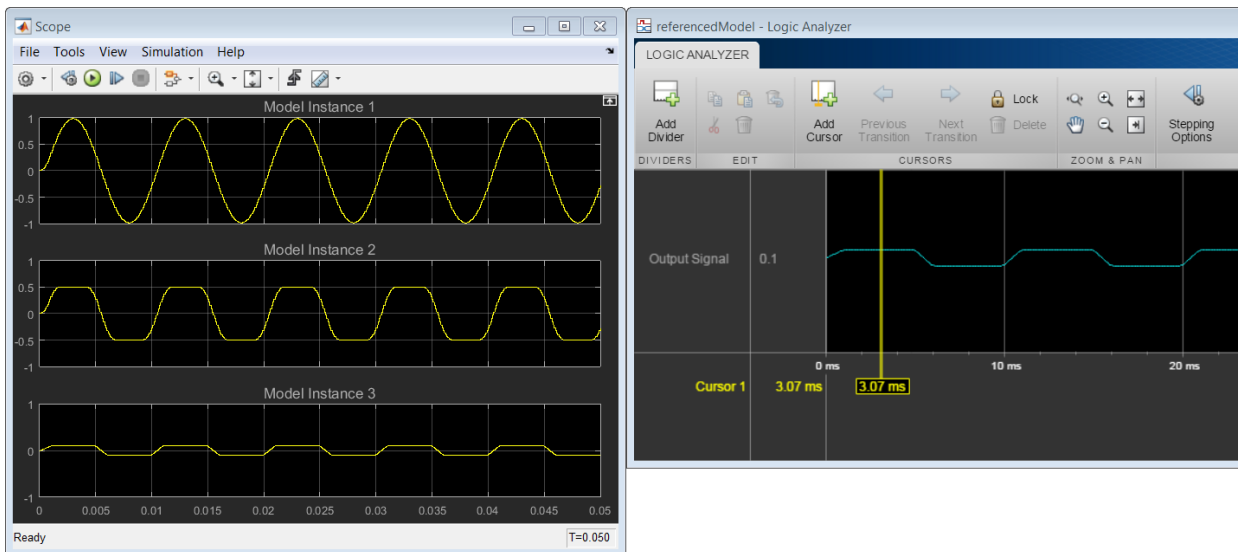 Scope
File Tools View Simulation Help
Model Instance 1
1
0.5
0
-0.5
-1
Model Instance 2
1
0.5
0
-0.5
-1
Model Instance 3
1
0
-1
0 0.005 0.01 0.015 0.02 0.025 0.03 0.035 0.04 0.045 0.05
Ready T=0.050
referencedModel - Logic Analyzer
LOGIC ANALYZER
Add Divider
Add Cursor
Previous Transition
Next Transition
Lock
Delete
Stepping Options
DIVIDERS EDIT CURSORS ZOOM & PAN
Output Signal 0.1
0 ms 10 ms 20 ms
Cursor 1 3.07 ms 3.07 ms